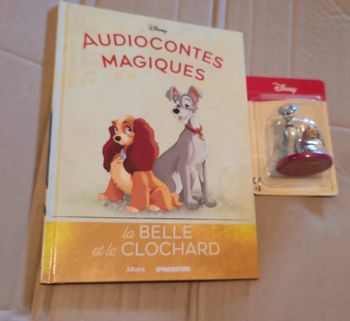 Disney
AUDIOCONTES
MAGIQUES
Disney
la BELLE
et le CLOCHARD
Altaya DeAGOSTINI